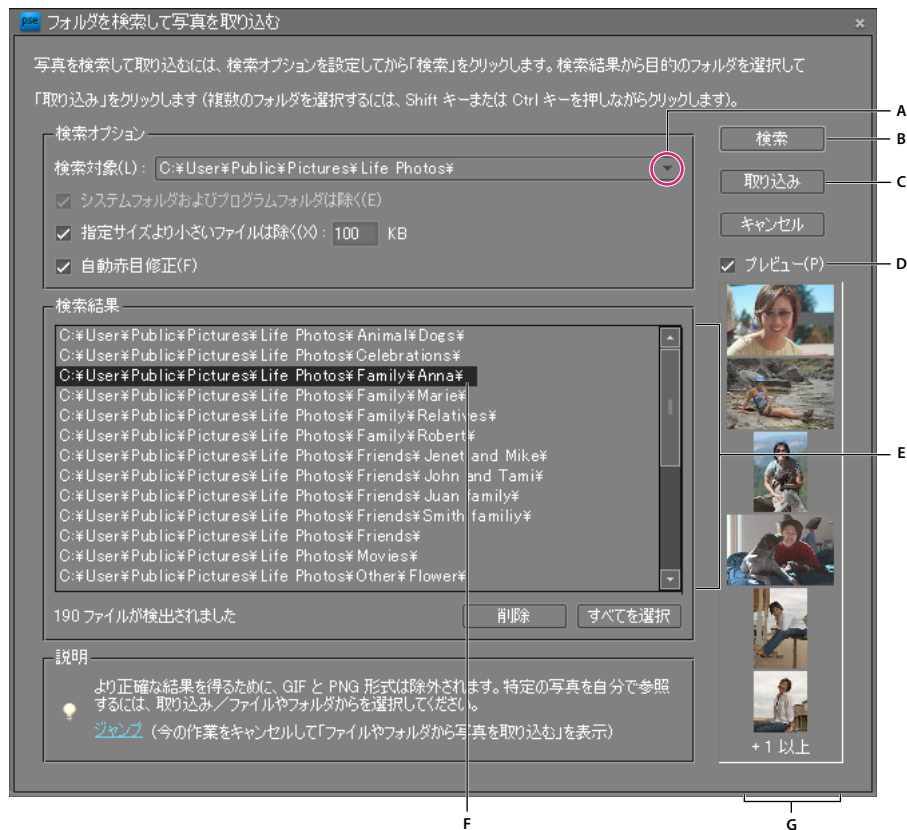 pse フォルダを検索して写真を取り込む ×
写真を検索して取り込むには、検索オプションを設定してから「検索」をクリックします。検索結果から目的のフォルダを選択して
「取り込み」をクリックします (複数のフォルダを選択するには、Shift キーまたは Ctrl キーを押しながらクリックします)。
A
検索オプション
検索 B
検索対象(L) : C:¥User¥Public¥Pictures¥Life Photos¥
取り込み C
システムフォルダおよびプログラムフォルダは除く(E)
キャンセル
指定サイズより小さいファイルは除く(X) : 100 KB
自動赤目修正(F)
プレビュー(P) D
検索結果
C:¥User¥Public¥Pictures¥Life Photos¥Animal¥Dogs¥
C:¥User¥Public¥Pictures¥Life Photos¥Celebrations¥
C:¥User¥Public¥Pictures¥Life Photos¥Family¥Anna¥
C:¥User¥Public¥Pictures¥Life Photos¥Family¥Marie¥
C:¥User¥Public¥Pictures¥Life Photos¥Family¥Relatives¥
C:¥User¥Public¥Pictures¥Life Photos¥Family¥Robert¥
C:¥User¥Public¥Pictures¥Life Photos¥Friends¥Jenet and Mike¥
E
C:¥User¥Public¥Pictures¥Life Photos¥Friends¥John and Tami¥
C:¥User¥Public¥Pictures¥Life Photos¥Friends¥Juan family¥
C:¥User¥Public¥Pictures¥Life Photos¥Friends¥Smith familiy¥
C:¥User¥Public¥Pictures¥Life Photos¥Friends¥
C:¥User¥Public¥Pictures¥Life Photos¥Movies¥
C:¥User¥Public¥Pictures¥Life Photos¥Other¥Flower¥
190 ファイルが検出されました 削除 すべてを選択
説明
より正確な結果を得るために、GIF と PNG 形式は除外されます。特定の写真を自分で参照
するには、取り込み／ファイルやフォルダからを選択してください。
ジャンプ (今の作業をキャンセルして「ファイルやフォルダから写真を取り込む」を表示)
+1 以上
F
G